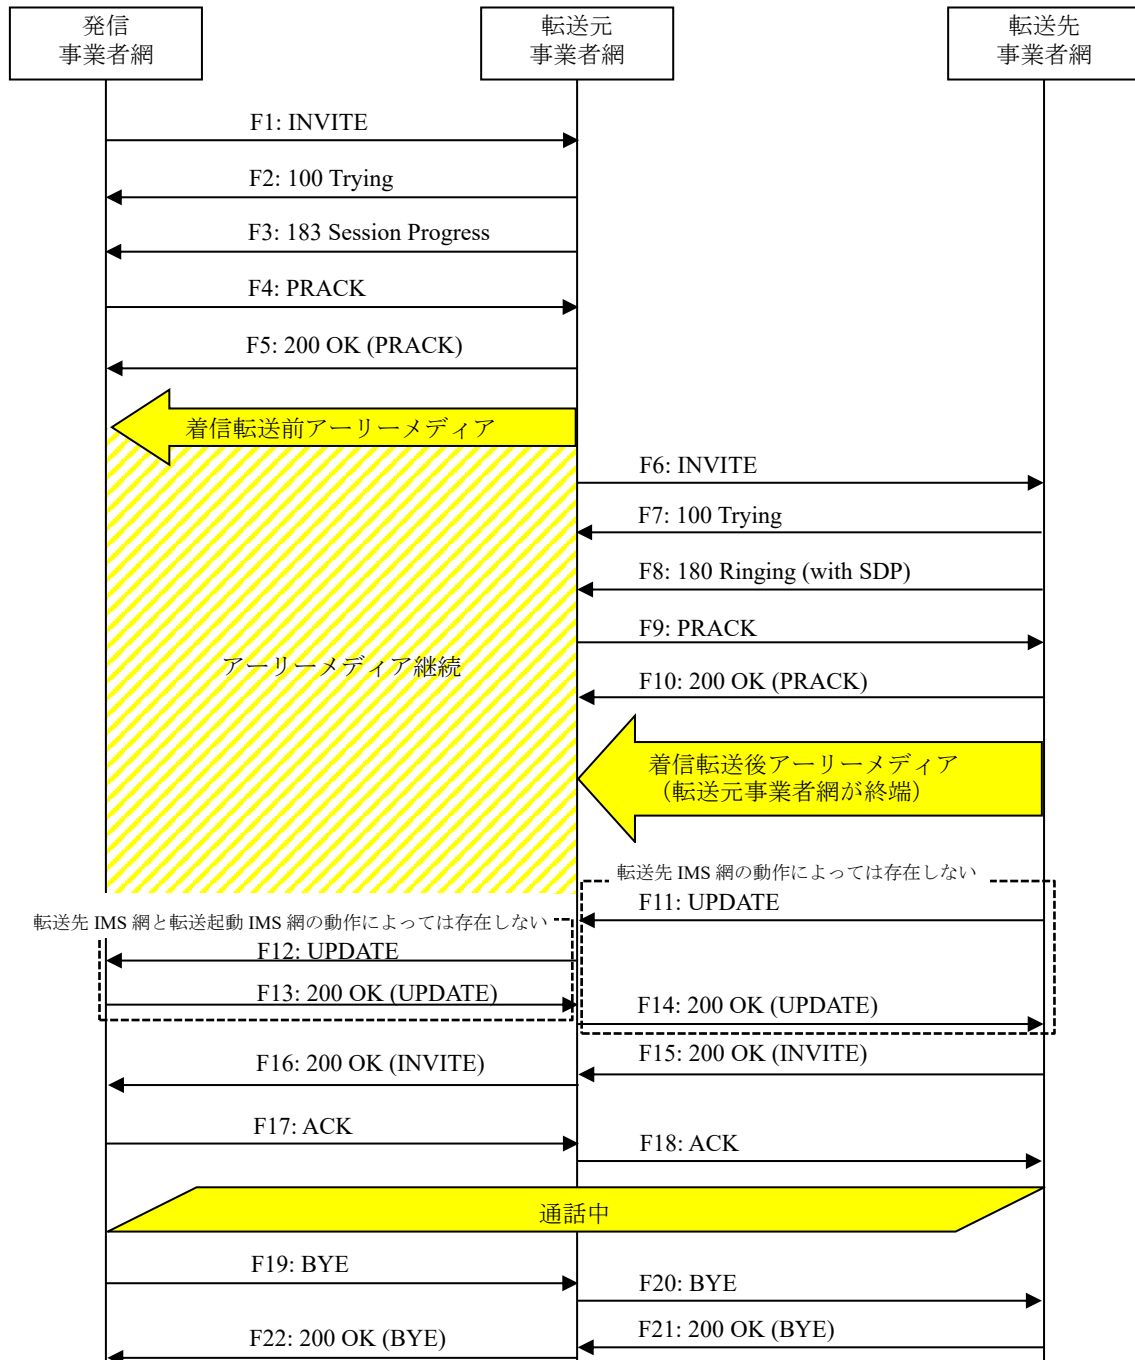 発信
事業者網
転送元
事業者網
転送先
事業者網
F1: INVITE
F2: 100 Trying
F3: 183 Session Progress
F4: PRACK
F5: 200 OK (PRACK)
着信転送前アーリーメディア
F6: INVITE
F7: 100 Trying
F8: 180 Ringing (with SDP)
F9: PRACK
アーリーメディア継続
F10: 200 OK (PRACK)
着信転送後アーリーメディア
（転送元事業者網が終端）
転送先 IMS 網の動作によっては存在しない
F11: UPDATE
転送先 IMS 網と転送起動 IMS 網の動作によっては存在しない
F12: UPDATE
F13: 200 OK (UPDATE)
F14: 200 OK (UPDATE)
F15: 200 OK (INVITE)
F16: 200 OK (INVITE)
F17: ACK
F18: ACK
通話中
F19: BYE
F20: BYE
F21: 200 OK (BYE)
F22: 200 OK (BYE)